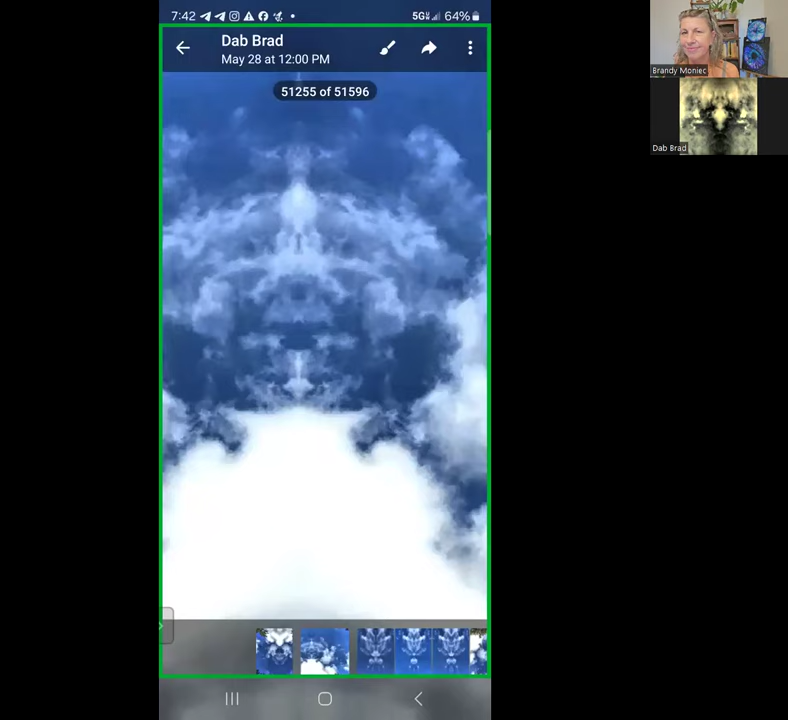 7:42
5G 64%
Dab Brad
May 28 at 12:00 PM
51255 of 51596
Brandy Moniec
Dab Brad